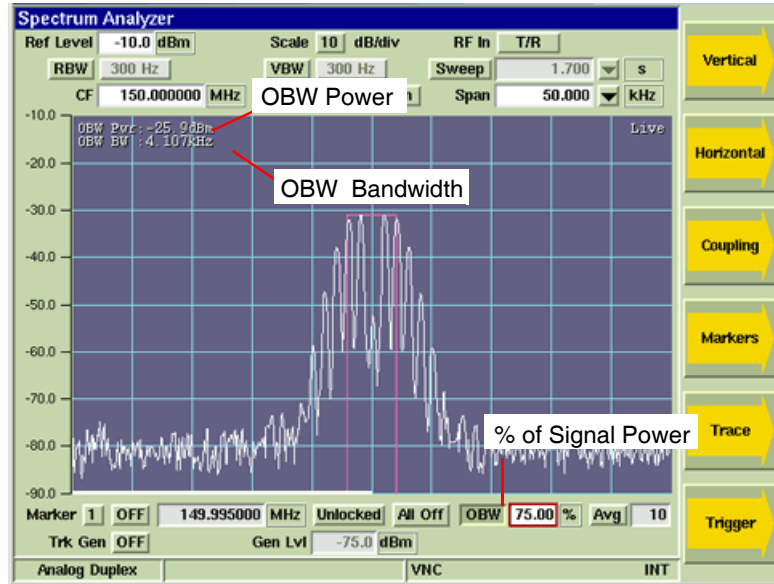 Spectrum Analyzer
Ref Level -10.0 dBm Scale 10 dB/div RF In T/R
RBW 300 Hz VBW 300 Hz Sweep 1.700 s
CF 150.000000 MHz Span 50.000 kHz
OBW Power
-10.0
OBW Pwr:-25.9dBm
OBW BW :4.107kHz
Live
OBW Bandwidth
-20.0
-30.0
-40.0
-50.0
-60.0
-70.0
-80.0
-90.0
% of Signal Power
Marker 1 OFF 149.995000 MHz Unlocked All Off OBW 75.00 % Avg 10
Trk Gen OFF Gen Lvl -75.0 dBm
Analog Duplex VNC INT
Vertical
Horizontal
Coupling
Markers
Trace
Trigger